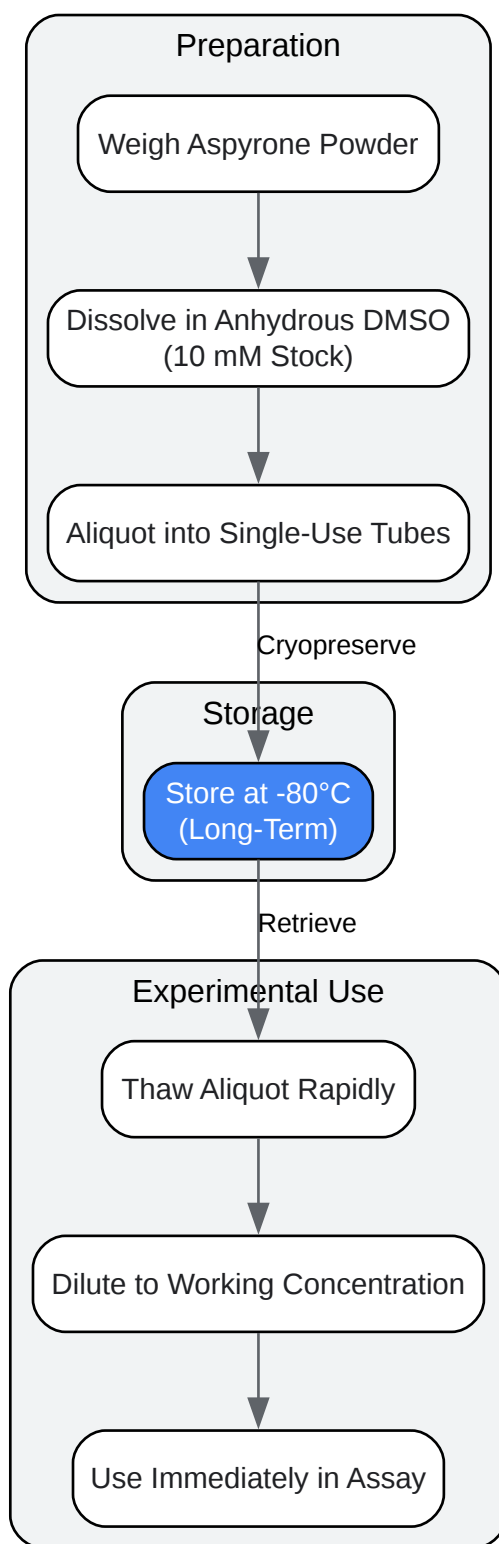 Preparation
Weigh Aspyrone Powder
Dissolve in Anhydrous DMSO
(10 mM Stock)
Aliquot into Single-Use Tubes
Cryopreserve
Storage
Store at -80°C
(Long-Term)
Retrieve
Experimental Use
Thaw Aliquot Rapidly
Dilute to Working Concentration
Use Immediately in Assay